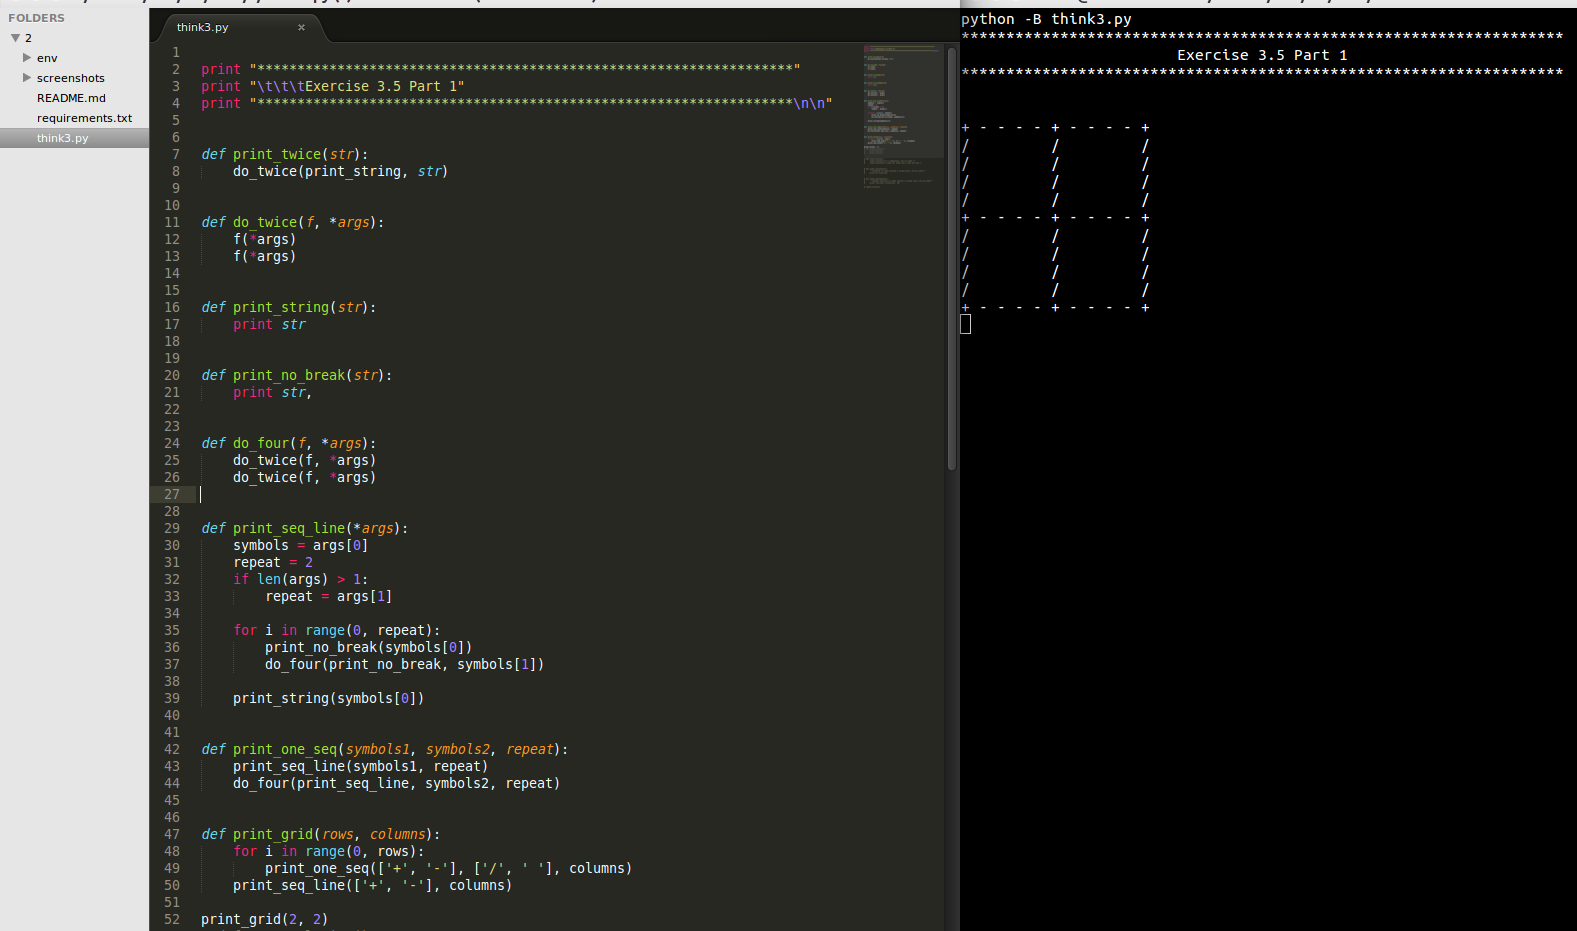 FOLDERS
2
env
screenshots
README.md
requirements.txt
think3.py
think3.py ×
1
2 print "*******************************************************************"
3 print "\t\t\tExercise 3.5 Part 1"
4 print "*******************************************************************\n\n"
5
6
7 def print_twice(str):
8     do_twice(print_string, str)
9
10
11 def do_twice(f, *args):
12     f(*args)
13     f(*args)
14
15
16 def print_string(str):
17     print str
18
19
20 def print_no_break(str):
21     print str,
22
23
24 def do_four(f, *args):
25     do_twice(f, *args)
26     do_twice(f, *args)
27
28
29 def print_seq_line(*args):
30     symbols = args[0]
31     repeat = 2
32     if len(args) > 1:
33         repeat = args[1]
34
35     for i in range(0, repeat):
36         print_no_break(symbols[0])
37         do_four(print_no_break, symbols[1])
38
39     print_string(symbols[0])
40
41
42 def print_one_seq(symbols1, symbols2, repeat):
43     print_seq_line(symbols1, repeat)
44     do_four(print_seq_line, symbols2, repeat)
45
46
47 def print_grid(rows, columns):
48     for i in range(0, rows):
49         print_one_seq(['+', '-'], ['/', ' '], columns)
50     print_seq_line(['+', '-'], columns)
51
52 print_grid(2, 2)
python -B think3.py
*******************************************************************
                        Exercise 3.5 Part 1
*******************************************************************
+ - - - - + - - - - +
/         /         /
/         /         /
/         /         /
/         /         /
+ - - - - + - - - - +
/         /         /
/         /         /
/         /         /
/         /         /
+ - - - - + - - - - +